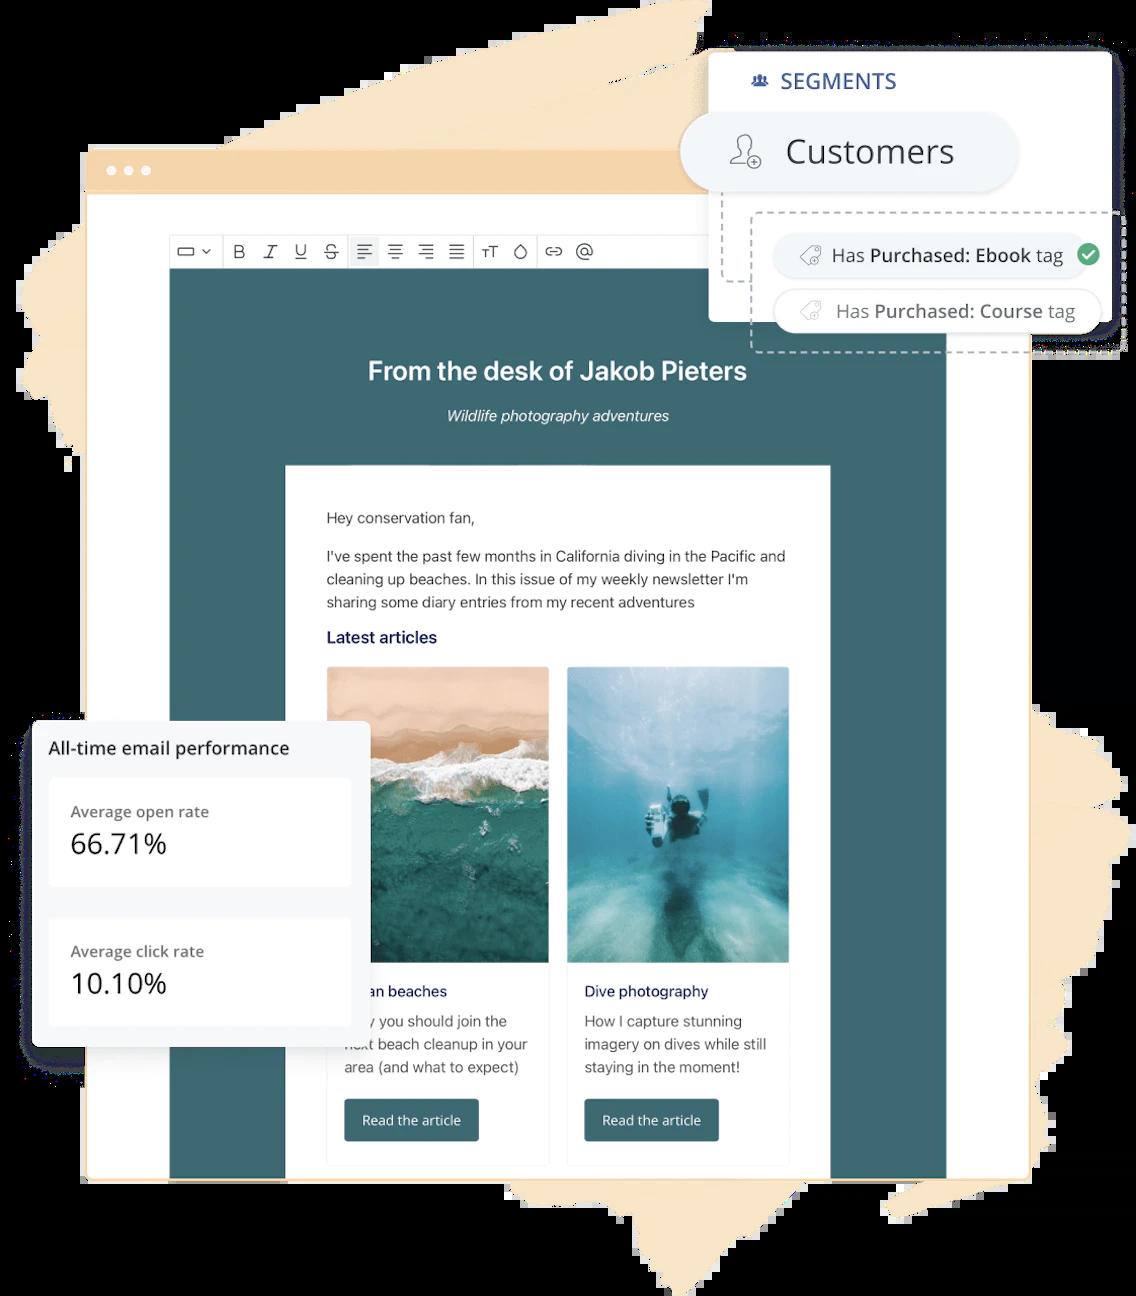 SEGMENTS
Customers
Has Purchased: Ebook tag
Has Purchased: Course tag
B I U S TT @
From the desk of Jakob Pieters
Wildlife photography adventures
Hey conservation fan,
I've spent the past few months in California diving in the Pacific and
cleaning up beaches. In this issue of my weekly newsletter I'm
sharing some diary entries from my recent adventures
Latest articles
All-time email performance
Average open rate
66.71%
Average click rate
10.10%
beaches
you should join the
next beach cleanup in your
area (and what to expect)
Read the article
Dive photography
How I capture stunning
imagery on dives while still
staying in the moment!
Read the article